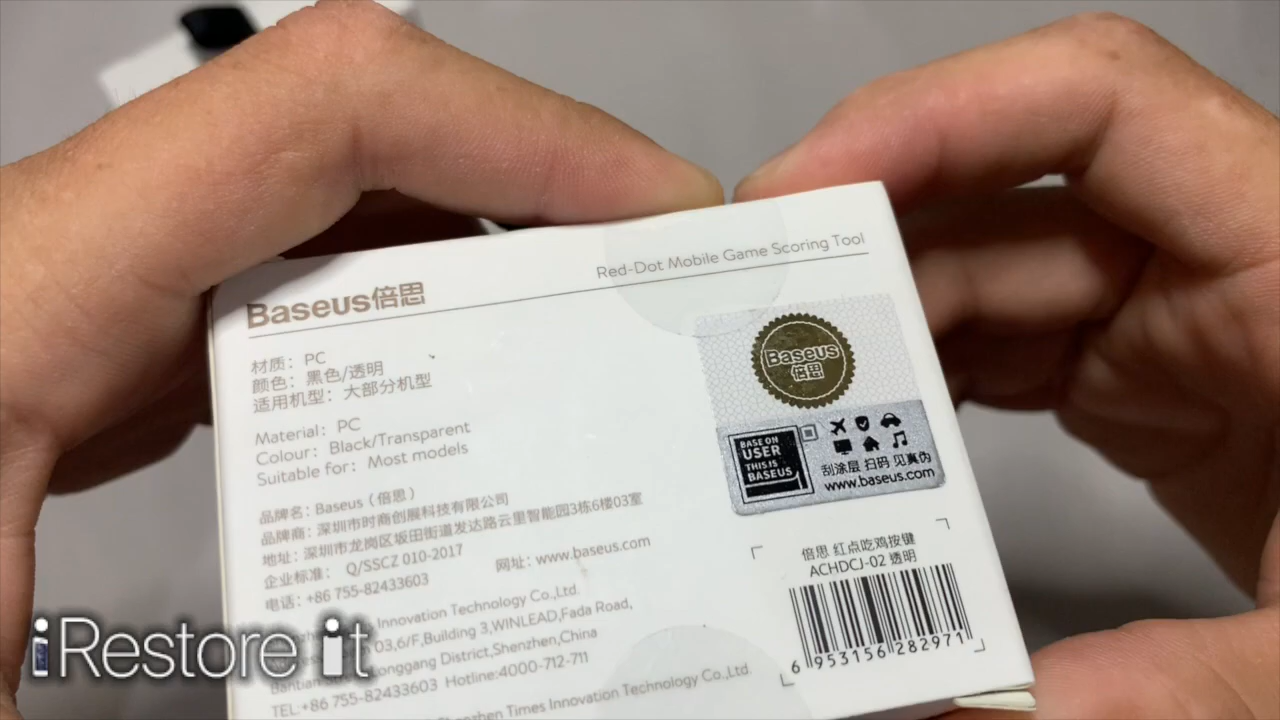 Baseus倍思
Red-Dot Mobile Game Scoring Tool
材质：PC
颜色：黑色/透明
适用机型：大部分机型
Material：PC
Colour：Black/Transparent
Suitable for：Most models
品牌名：Baseus（倍思）
品牌商：深圳市时商创展科技有限公司
地址：深圳市龙岗区坂田街道发达路云里智能园3栋6楼03室
企业标准： Q/SSCZ 010-2017 网址：www.baseus.com
电话：+86 755-82433603
Innovation Technology Co.,Ltd.
03,6/F,Building 3,WINLEAD,Fada Road,
Longgang District,Shenzhen,China
TEL:+86 755-82433603 Hotline:4000-712-711
Shenzhen Times Innovation Technology Co.,Ltd.
Baseus
倍思
BASE ON
USER
THIS IS
BASEUS
刮涂层 扫码 见真伪
www.baseus.com
倍思 红点吃鸡按键
ACHDCJ-02 透明
6 953156 282971
iRestore it